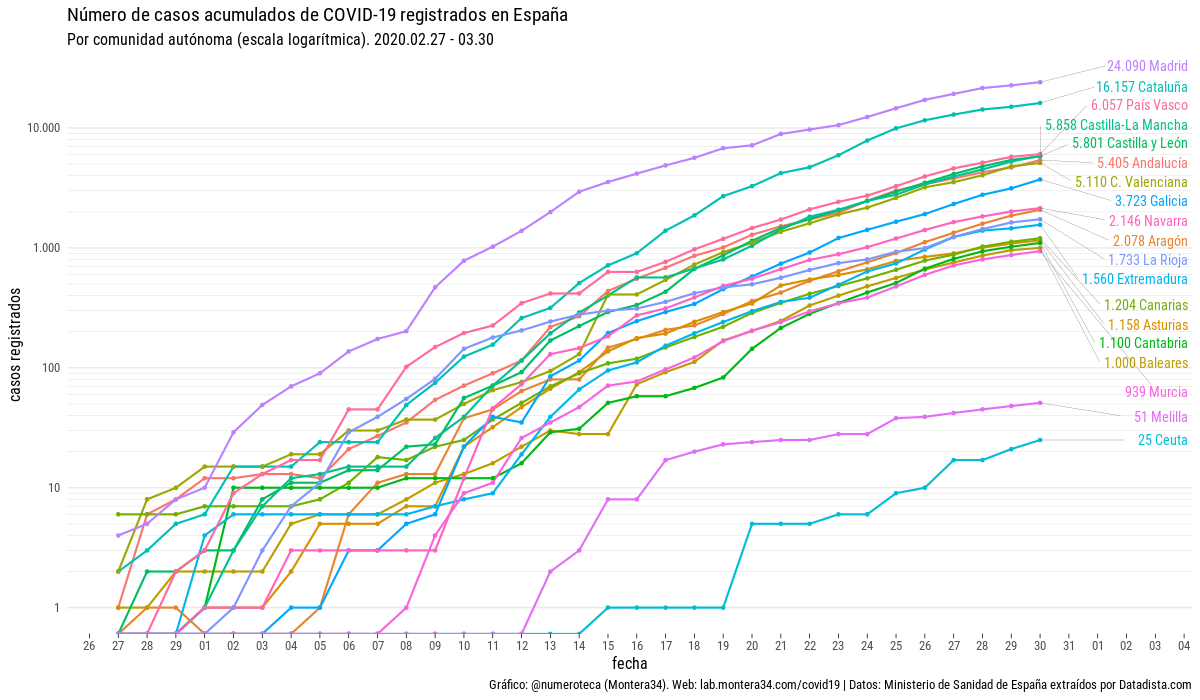 Número de casos acumulados de COVID-19 registrados en España
Por comunidad autónoma (escala logarítmica). 2020.02.27 - 03.30
casos registrados
10.000
1.000
100
10
1
24.090 Madrid
16.157 Cataluña
6.057 País Vasco
5.858 Castilla-La Mancha
5.801 Castilla y León
5.405 Andalucía
5.110 C. Valenciana
3.723 Galicia
2.146 Navarra
2.078 Aragón
1.733 La Rioja
1.560 Extremadura
1.204 Canarias
1.158 Asturias
1.100 Cantabria
1.000 Baleares
939 Murcia
51 Melilla
25 Ceuta
26 27 28 29 01 02 03 04 05 06 07 08 09 10 11 12 13 14 15 16 17 18 19 20 21 22 23 24 25 26 27 28 29 30 31 01 02 03 04
fecha
Gráfico: @numeroteca (Montera34). Web: lab.montera34.com/covid19 | Datos: Ministerio de Sanidad de España extraídos por Datadista.com